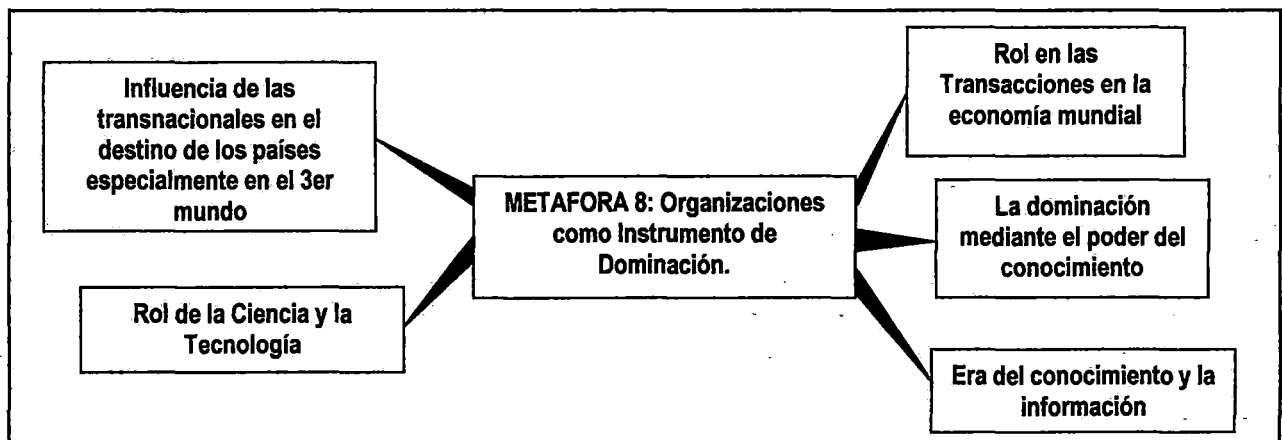 Influencia de las
transnacionales en el
destino de los países
especialmente en el 3er
mundo
Rol de la Ciencia y la
Tecnología
METAFORA 8: Organizaciones
como Instrumento de
Dominación.
Rol en las
Transacciones en la
economía mundial
La dominación
mediante el poder del
conocimiento
Era del conocimiento y la
información